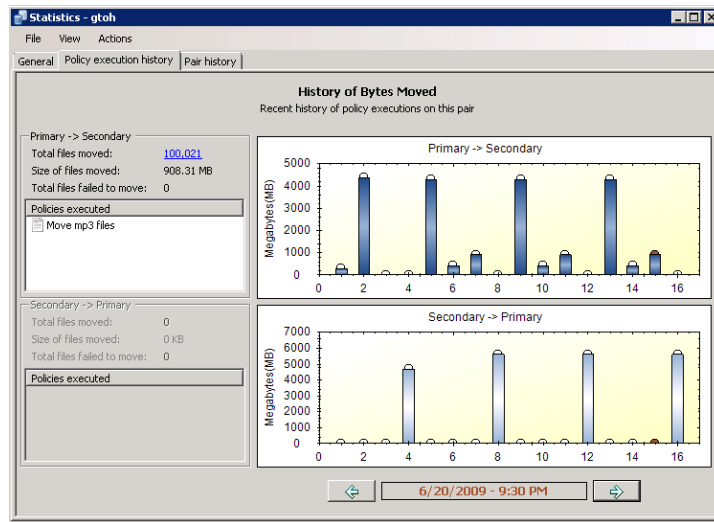 Statistics - gtoh
File View Actions
General Policy execution history Pair history
History of Bytes Moved
Recent history of policy executions on this pair
Primary -> Secondary
Total files moved: 100,021
Size of files moved: 908.31 MB
Total files failed to move: 0
Policies executed
Move mp3 files
Primary -> Secondary
Megabytes(MB)
5000
4000
3000
2000
1000
0
0 2 4 6 8 10 12 14 16
Secondary -> Primary
Total files moved: 0
Size of files moved: 0 KB
Total files failed to move: 0
Policies executed
Secondary -> Primary
Megabytes(MB)
7000
6000
5000
4000
3000
2000
1000
0
0 2 4 6 8 10 12 14 16
6/20/2009 - 9:30 PM